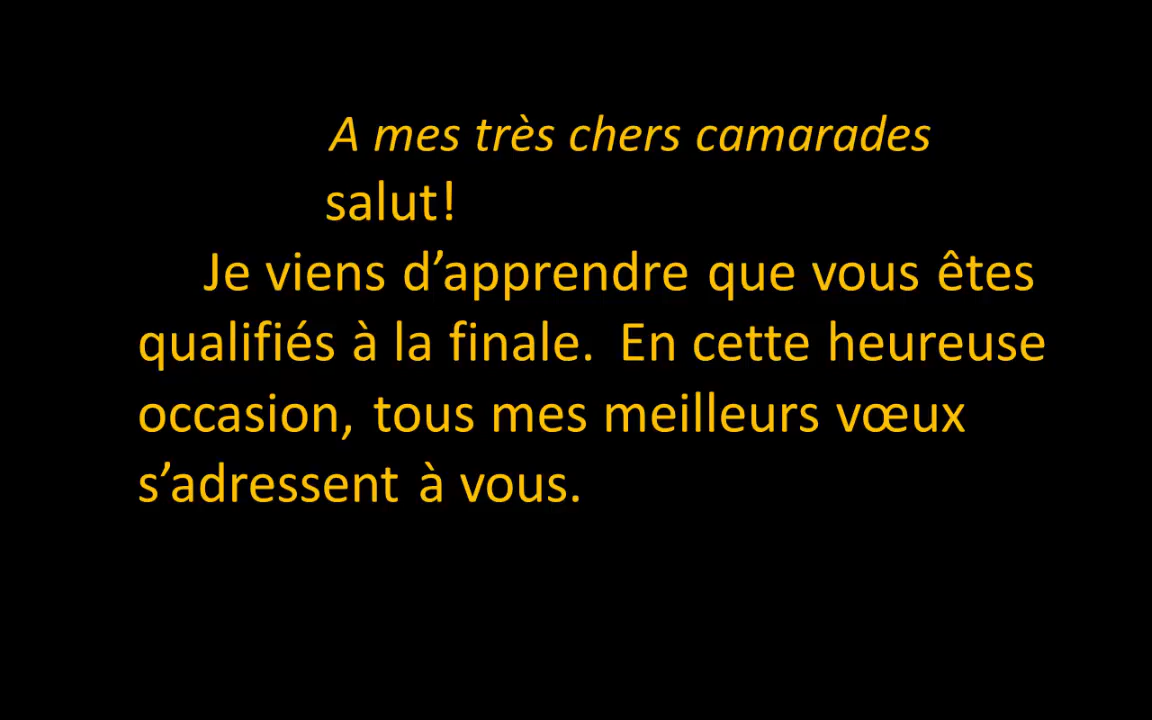 A mes très chers camarades
salut!
Je viens d’apprendre que vous êtes
qualifiés à la finale. En cette heureuse
occasion, tous mes meilleurs vœux
s’adressent à vous.